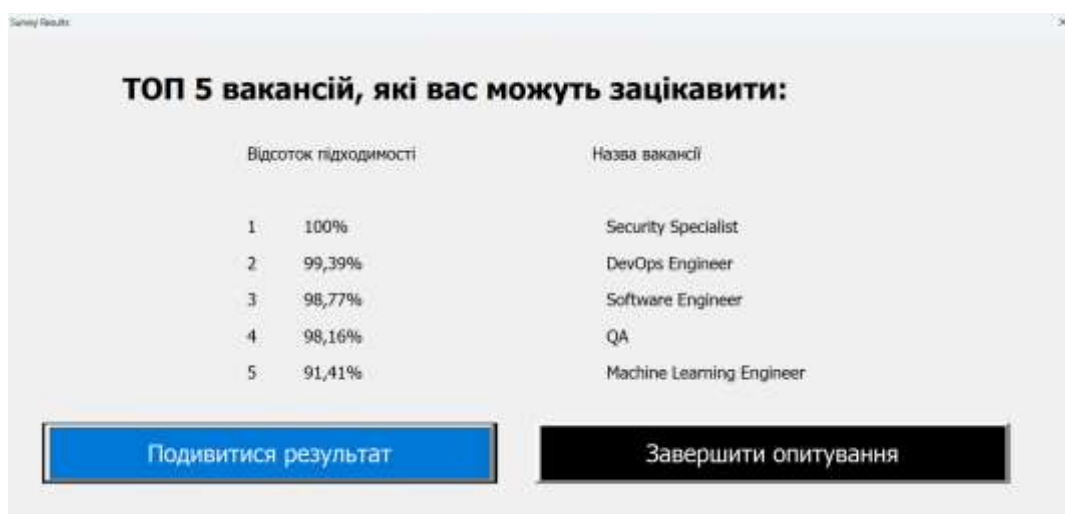 Survey Results
ТОП 5 вакансій, які вас можуть зацікавити:
Відсоток підходимості Назва вакансії
1 100% Security Specialist
2 99,39% DevOps Engineer
3 98,77% Software Engineer
4 98,16% QA
5 91,41% Machine Learning Engineer
Подивитися результат Завершити опитування